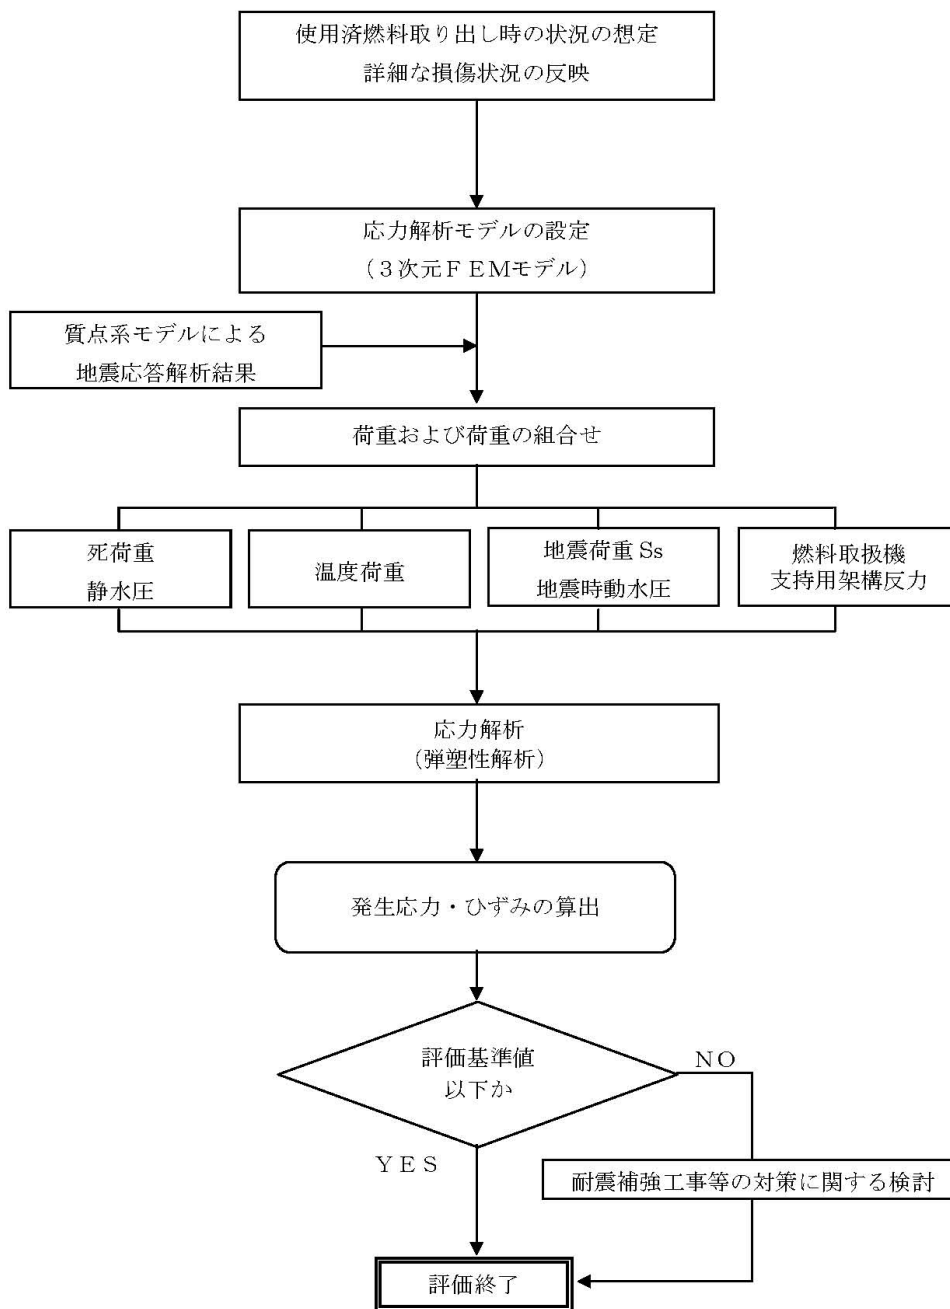 使用済燃料取り出し時の状況の想定
詳細な損傷状況の反映
応力解析モデルの設定
（３次元ＦＥＭモデル）
質点系モデルによる
地震応答解析結果
荷重および荷重の組合せ
死荷重
静水圧
温度荷重
地震荷重 Ss
地震時動水圧
燃料取扱機
支持用架構反力
応力解析
（弾塑性解析）
発生応力・ひずみの算出
評価基準値
以下か
ＮＯ
ＹＥＳ
耐震補強工事等の対策に関する検討
評価終了